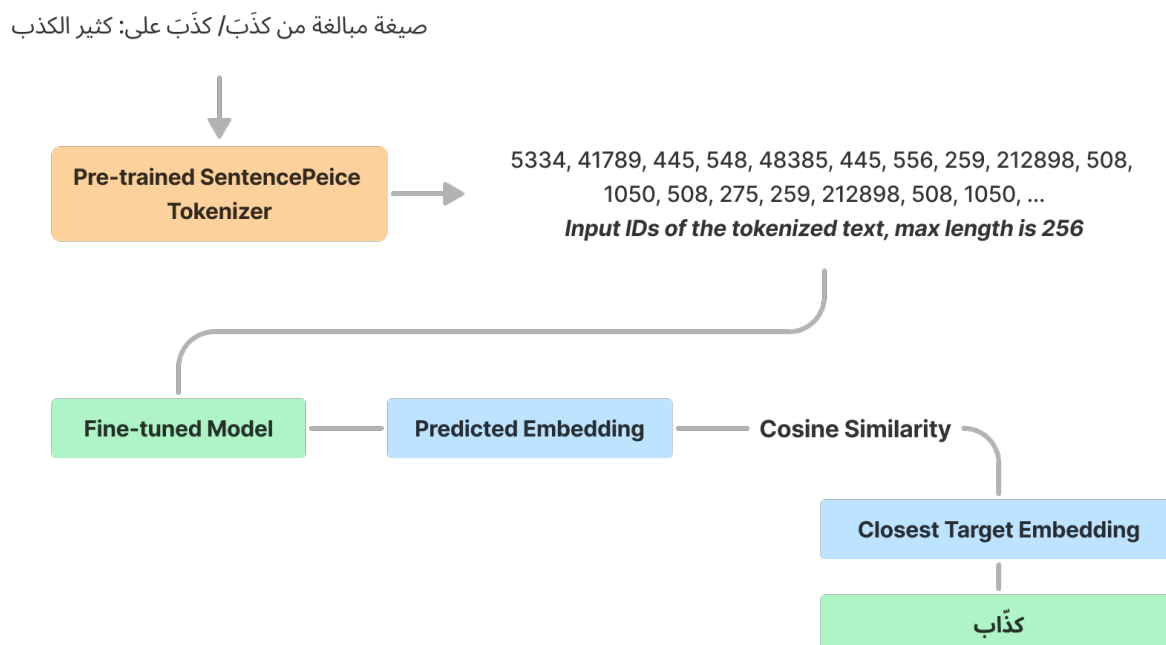 صيغة مبالغة من كذَبَ/ كذَبَ على: كثير الكذب
Pre-trained SentencePeice
Tokenizer
5334, 41789, 445, 548, 48385, 445, 556, 259, 212898, 508,
1050, 508, 275, 259, 212898, 508, 1050, ...
Input IDs of the tokenized text, max length is 256
Fine-tuned Model
Predicted Embedding
Cosine Similarity
Closest Target Embedding
كذّاب